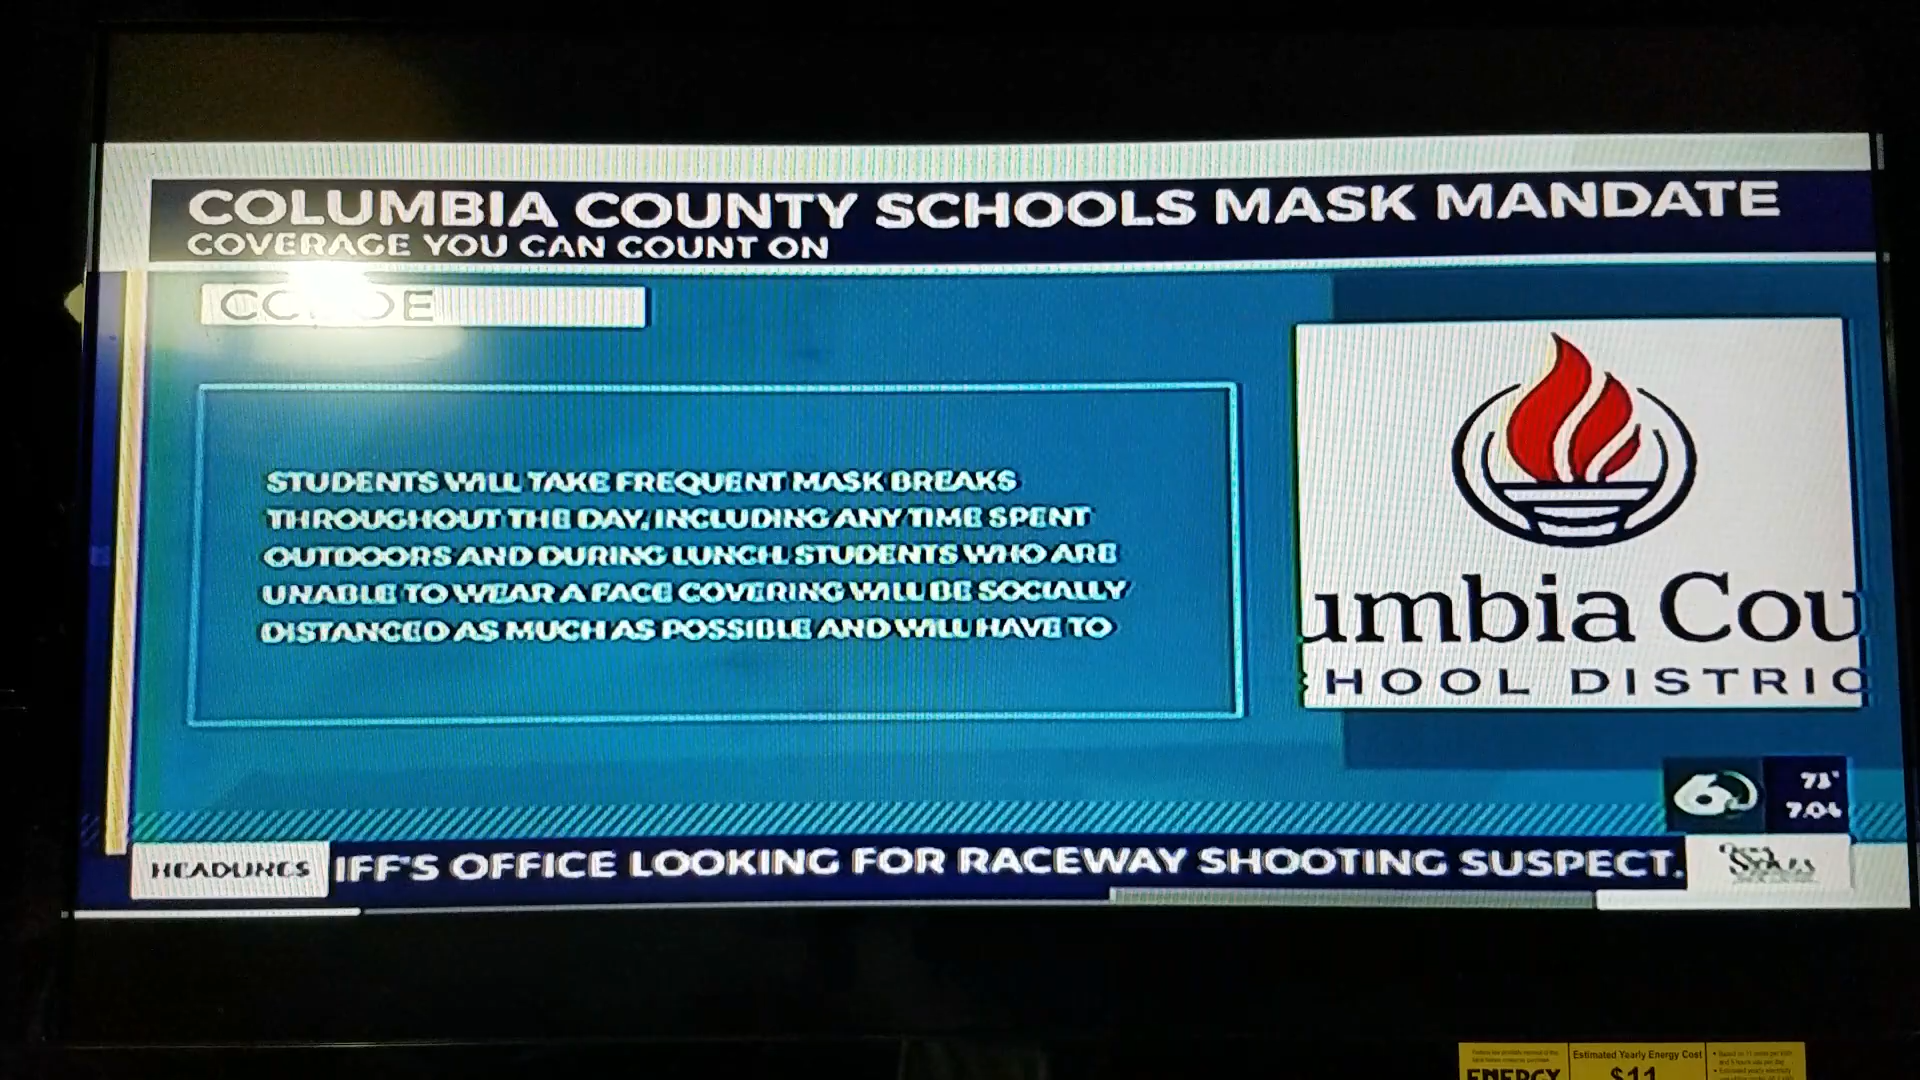 COLUMBIA COUNTY SCHOOLS MASK MANDATE
COVERAGE YOU CAN COUNT ON
STUDENTS WILL TAKE FREQUENT MASK BREAKS
THROUGHOUT THE DAY, INCLUDING ANY TIME SPENT
OUTDOORS AND DURING LUNCH. STUDENTS WHO ARE
UNABLE TO WEAR A FACE COVERING WILL BE SOCIALLY
DISTANCED AS MUCH AS POSSIBLE AND WILL HAVE TO
umbia Cou
HOOL DISTRIC
6
73°
7:04
HEADLINES IFF'S OFFICE LOOKING FOR RACEWAY SHOOTING SUSPECT.
Estimated Yearly Energy Cost
ENERGY
$11